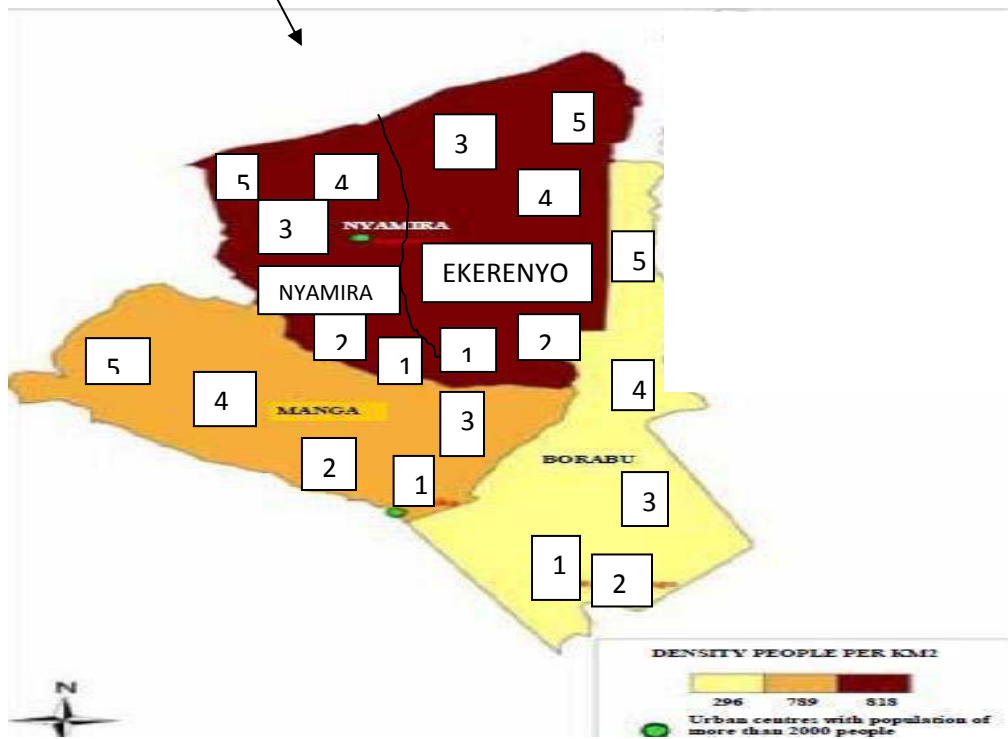 5
3
5
4
4
3
NYAMIRA
5
EKERENYO
NYAMIRA
2
1
1
2
5
4
4
MANGA
3
BORABU
2
1
3
1
2
DENSITY PEOPLE PER KM2
N
296 789 818
Urban centres with population of
more than 2000 people